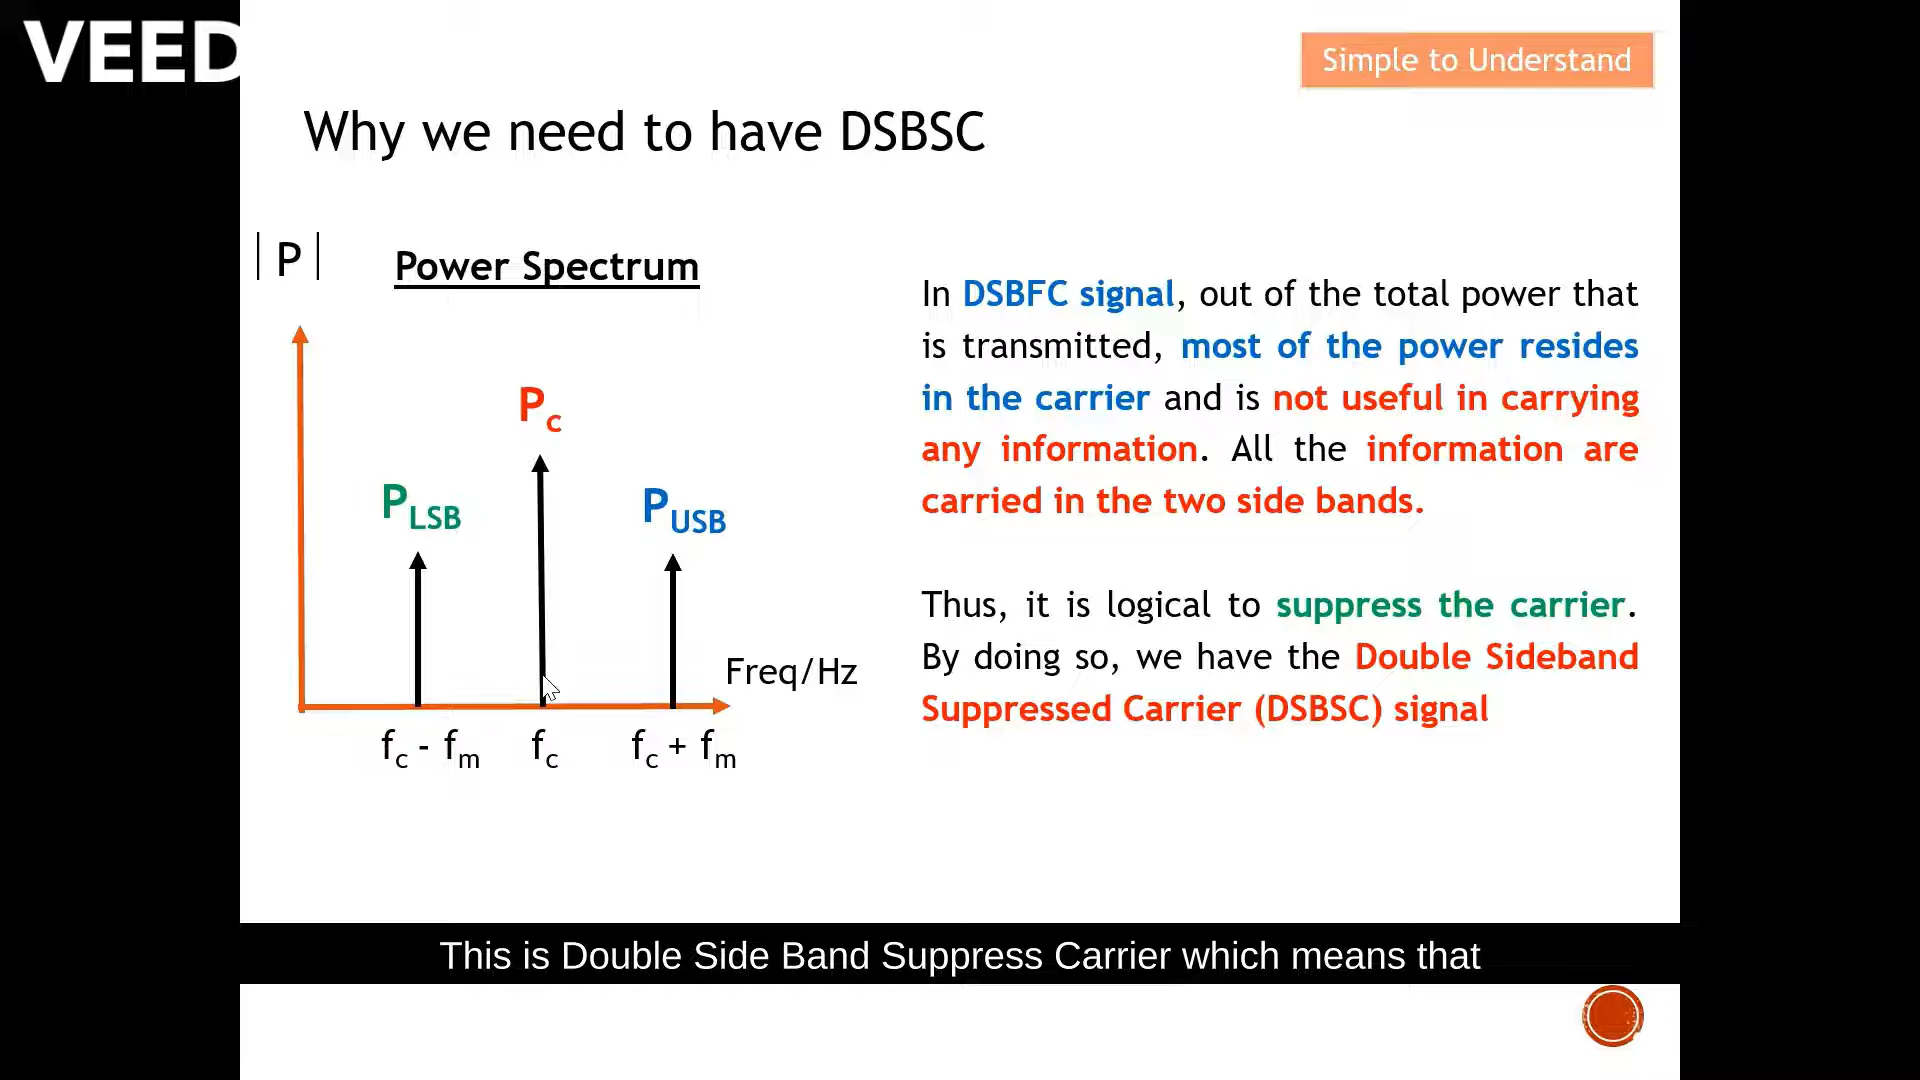 VEED
Simple to Understand
Why we need to have DSBSC
|P|
Power Spectrum
In DSBFC signal, out of the total power that
is transmitted, most of the power resides
in the carrier and is not useful in carrying
any information. All the information are
carried in the two side bands.
Thus, it is logical to suppress the carrier.
By doing so, we have the Double Sideband
Suppressed Carrier (DSBSC) signal
Pc
PLSB
PUSB
Freq/Hz
fc - fm
fc
fc + fm
This is Double Side Band Suppress Carrier which means that